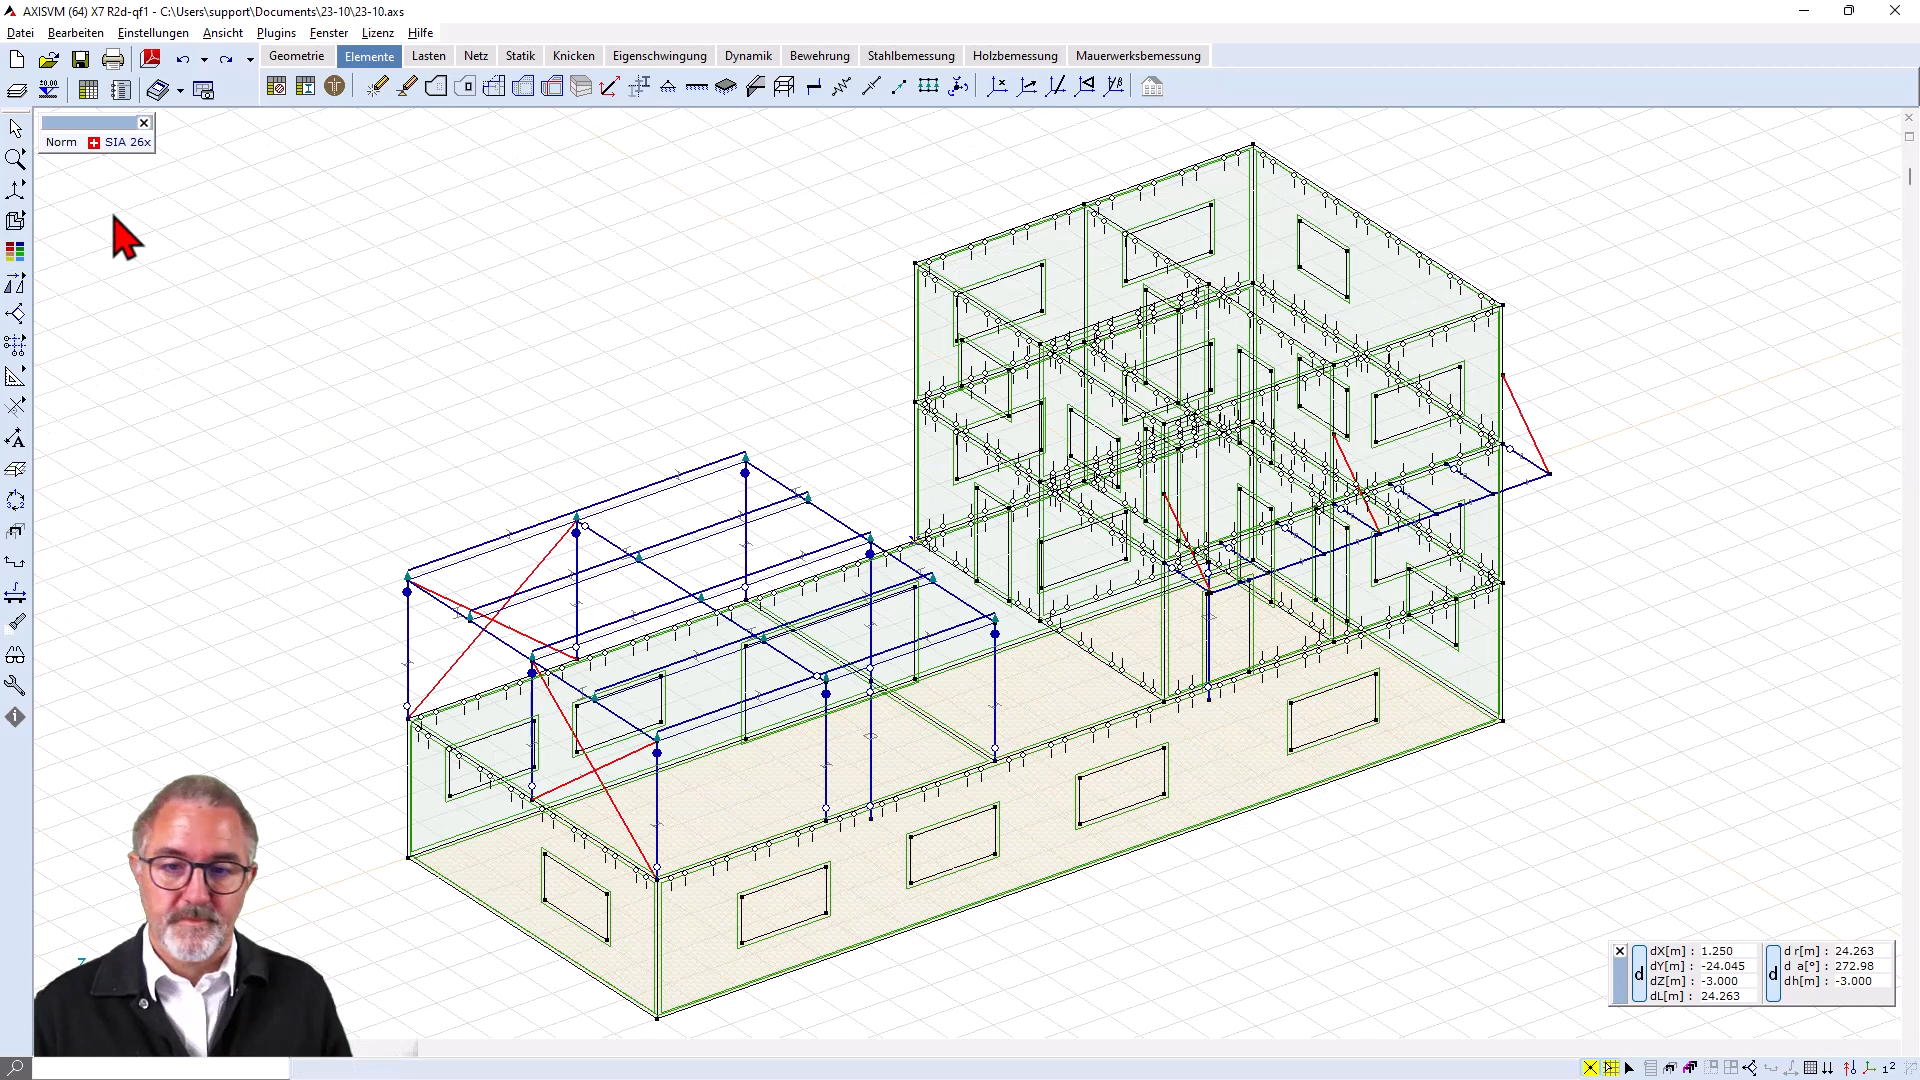 AXISVM (64) X7 R2d-qf1 - C:\Users\support\Documents\23-10\23-10.axs
Datei Bearbeiten Einstellungen Ansicht Plugins Fenster Lizenz Hilfe
Geometrie Elemente Lasten Netz Statik Knicken Eigenschwingung Dynamik Bewehrung Stahlbemessung Holzbemessung Mauerwerksbemessung
Norm SIA 26x
Z
d dX[m] : 1.250
dY[m] : -24.045
dZ[m] : -3.000
dL[m] : 24.263
d d r[m] : 24.263
d a[°] : 272.98
dh[m] : -3.000